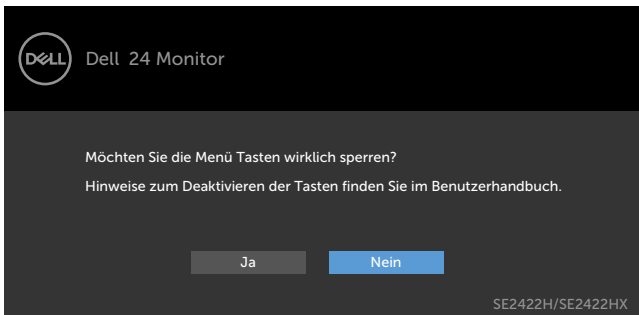 DELL
Dell 24 Monitor
Möchten Sie die Menü Tasten wirklich sperren?
Hinweise zum Deaktivieren der Tasten finden Sie im Benutzerhandbuch.
Ja
Nein
SE2422H/SE2422HX